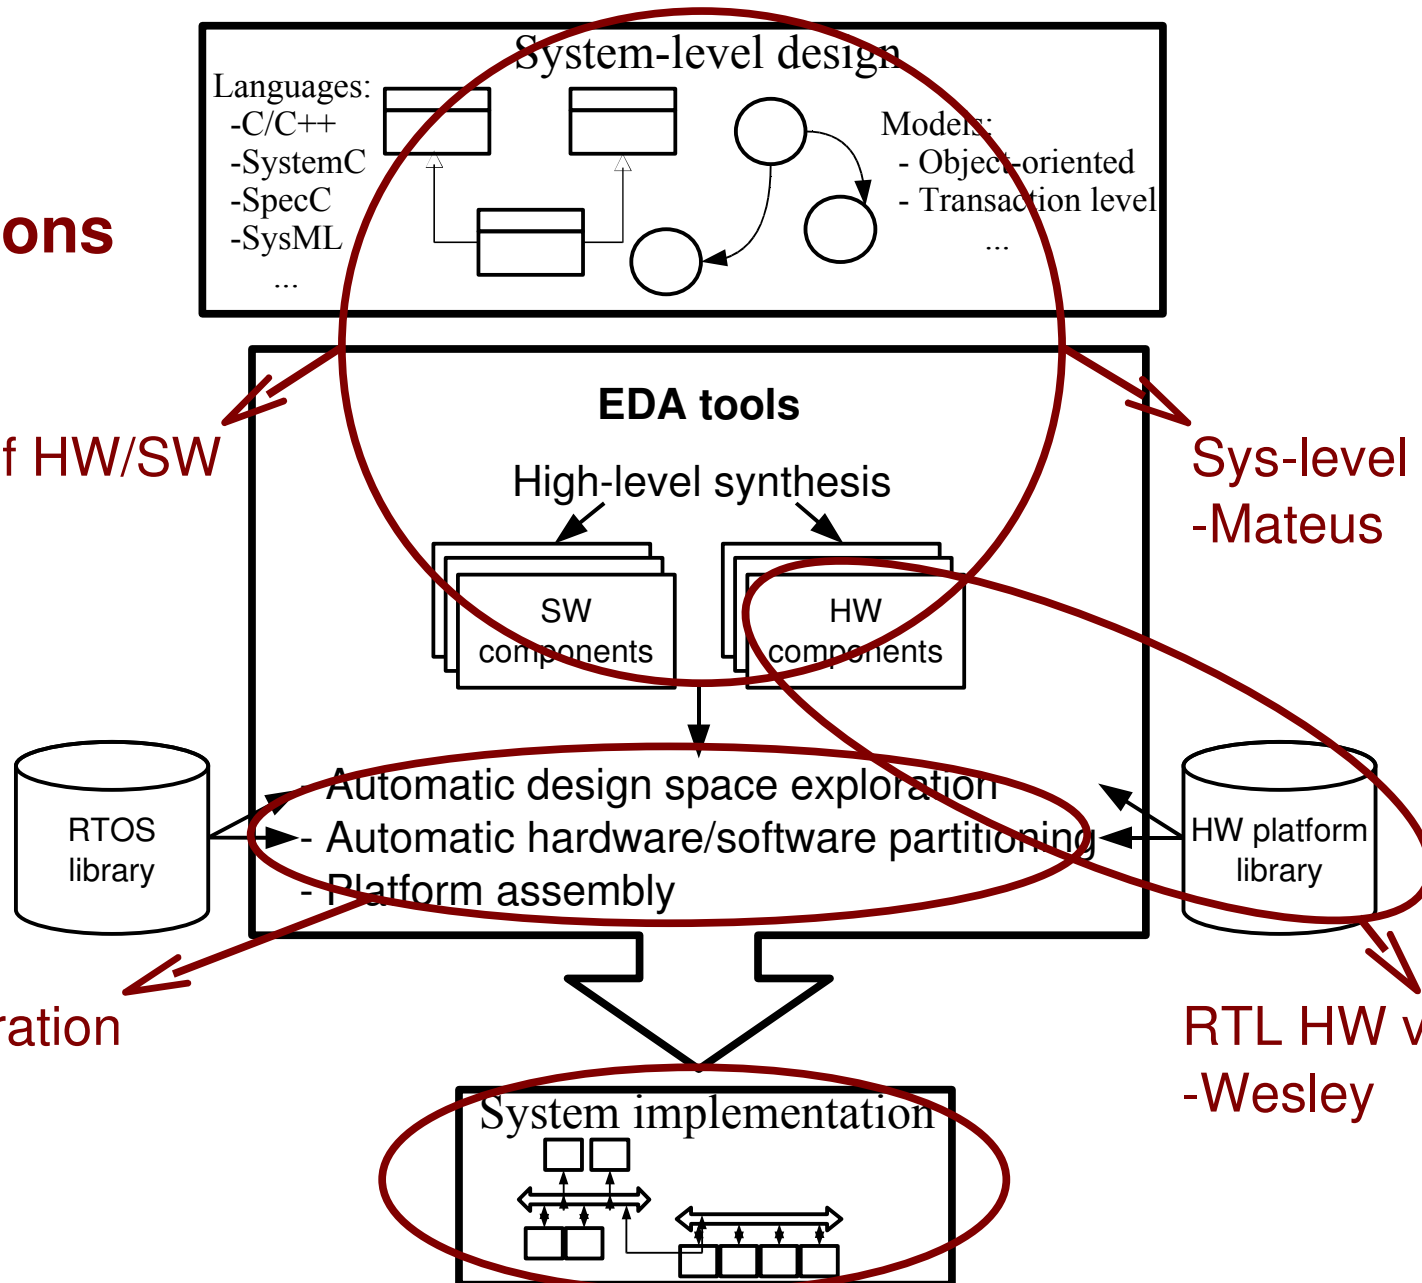 System-level design
Languages:
-C/C++
-SystemC
-SpecC
-SysML
...
Models:
- Object-oriented
- Transaction level
...
ons
EDA tools
f HW/SW
Sys-level
-Mateus
High-level synthesis
SW
components
HW
components
- Automatic design space exploration
- Automatic hardware/software partitioning
- Platform assembly
RTOS
library
HW platform
library
ration
RTL HW v
-Wesley
System implementation